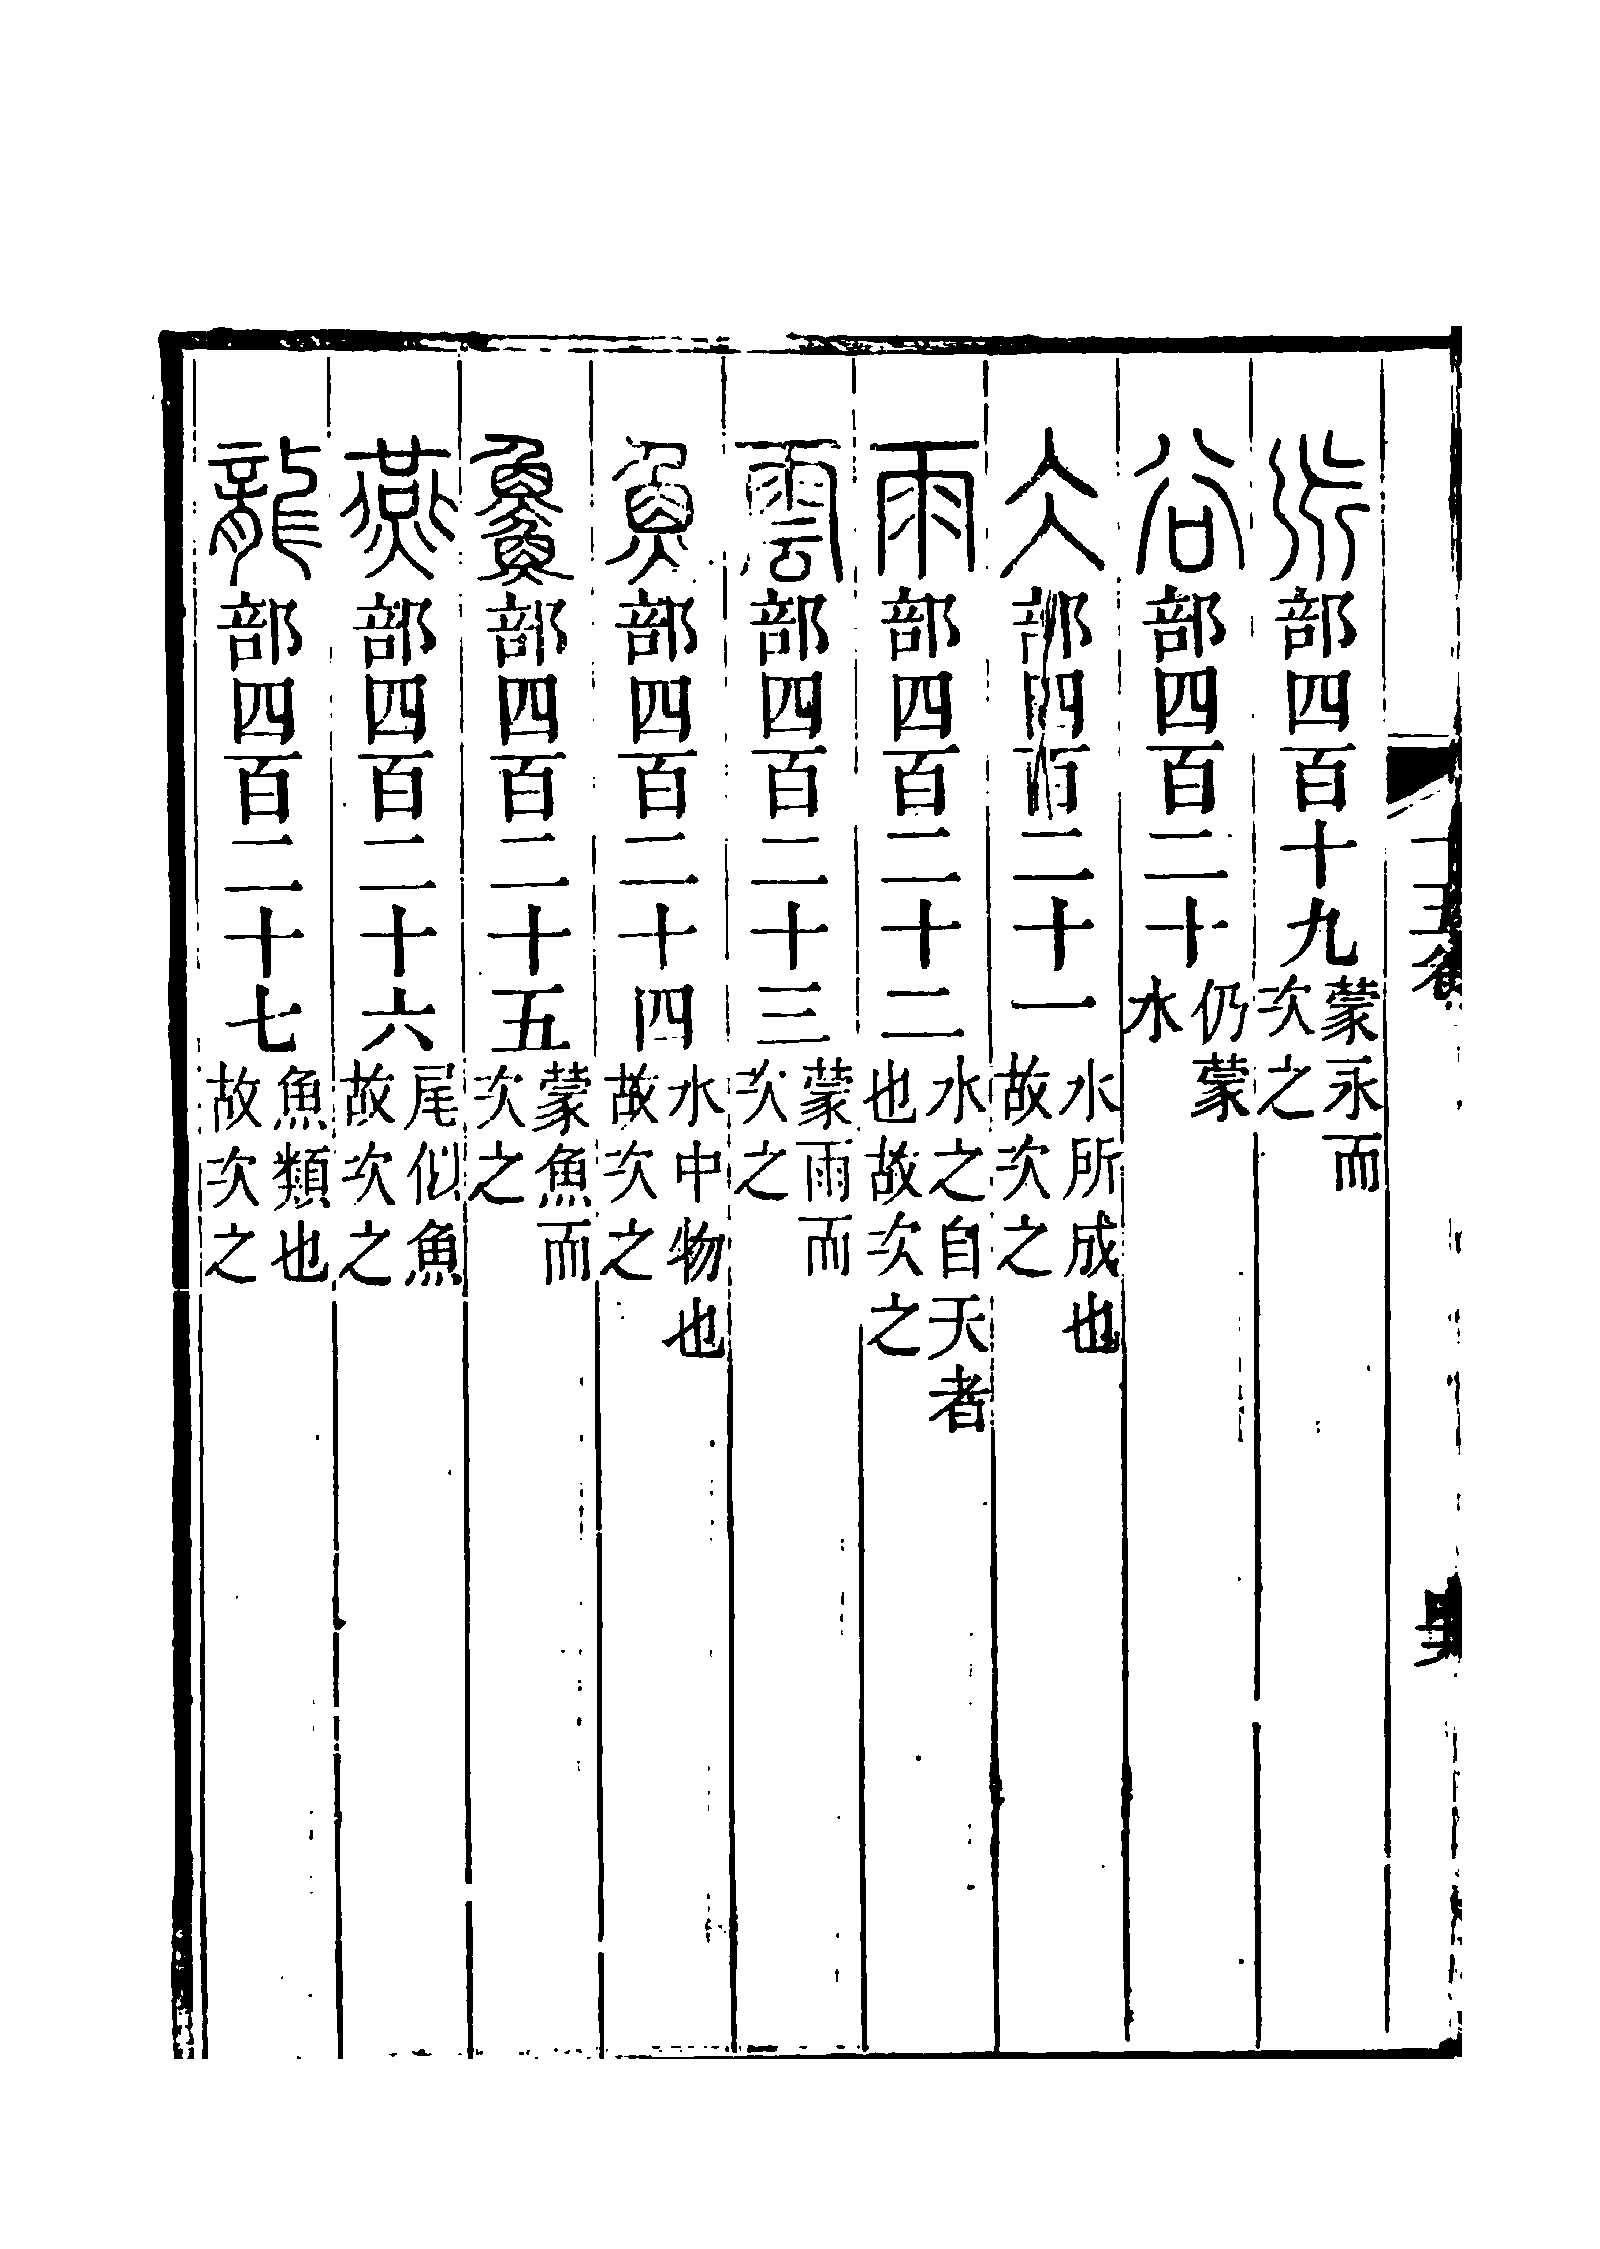 𠂢部四百十九蒙永而次之
谷部四百二十仍蒙水
仌部四百二十一水所成也故次之
雨部四百二十二水之自天者也故次之
雲部四百二十三蒙雨而次之
魚部四百二十四水中物也故次之
𩺰部四百二十五蒙魚而次之
燕部四百二十六尾似魚故次之
龍部四百二十七魚類也故次之